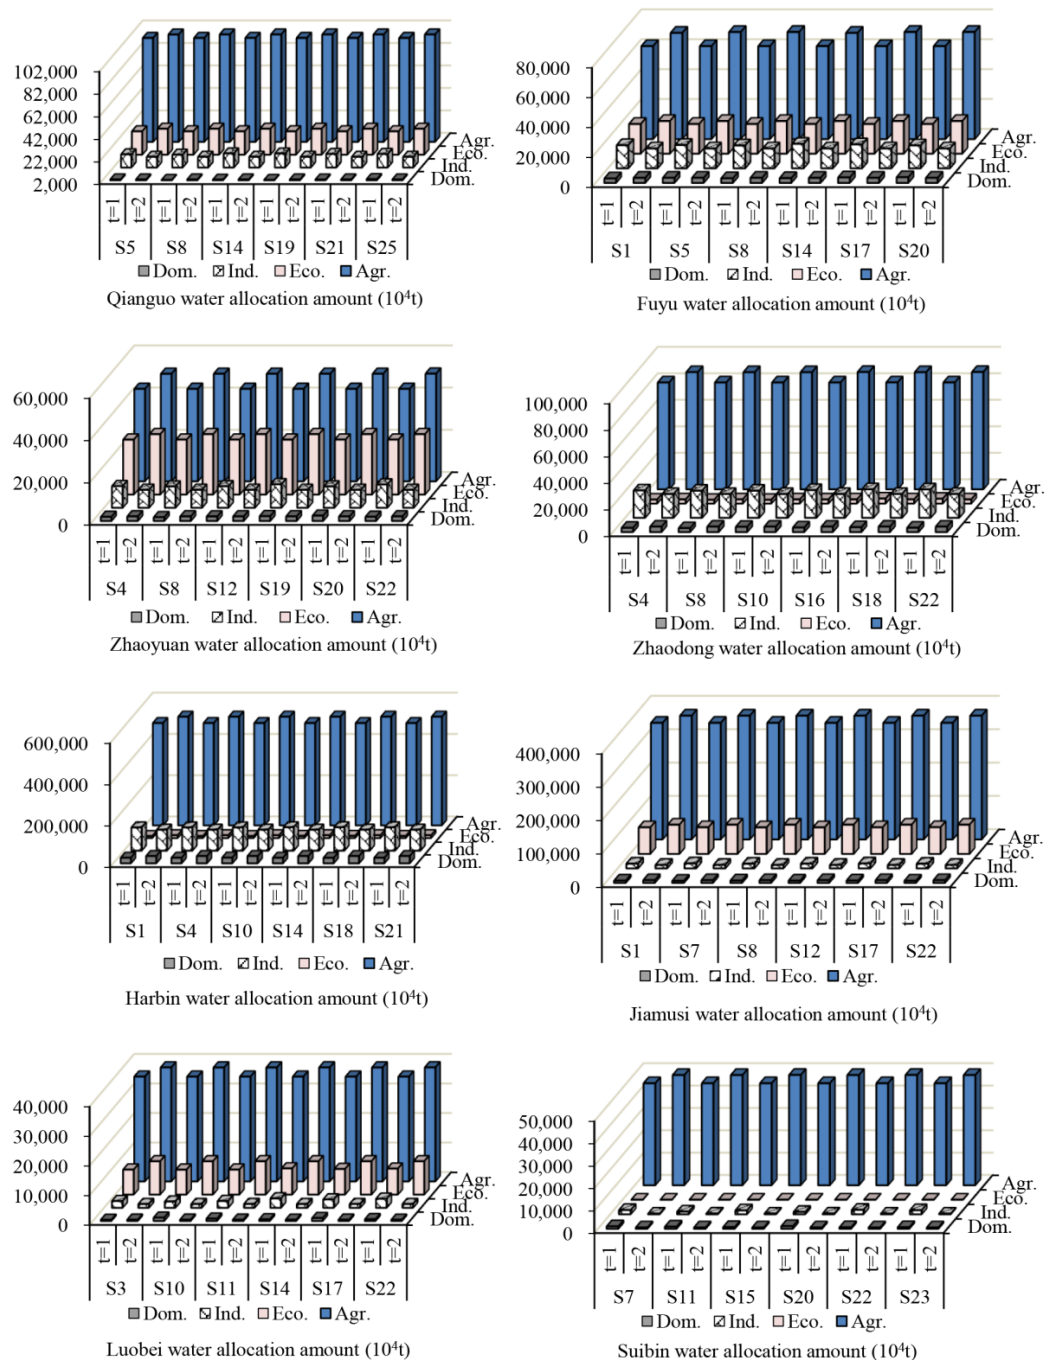 102,000
82,000
62,000
42,000
22,000
2,000
Agr.
Eco.
Ind.
Dom.
t=1 t=2 t=1 t=2 t=1 t=2 t=1 t=2 t=1 t=2 t=1 t=2
S5 S8 S14 S19 S21 S25
Dom. Ind. Eco. Agr.
Qianguo water allocation amount (10⁴t)
80,000
60,000
40,000
20,000
0
Agr.
Eco.
Ind.
Dom.
t=1 t=2 t=1 t=2 t=1 t=2 t=1 t=2 t=1 t=2 t=1 t=2
S1 S5 S8 S14 S17 S20
Dom. Ind. Eco. Agr.
Fuyu water allocation amount (10⁴t)
60,000
40,000
20,000
0
Agr.
Eco.
Ind.
Dom.
t=1 t=2 t=1 t=2 t=1 t=2 t=1 t=2 t=1 t=2 t=1 t=2
S4 S8 S12 S19 S20 S22
Dom. Ind. Eco. Agr.
Zhaoyuan water allocation amount (10⁴t)
100,000
80,000
60,000
40,000
20,000
0
Agr.
Eco.
Ind.
Dom.
t=1 t=2 t=1 t=2 t=1 t=2 t=1 t=2 t=1 t=2 t=1 t=2
S4 S8 S10 S16 S18 S22
Dom. Ind. Eco. Agr.
Zhaodong water allocation amount (10⁴t)
600,000
400,000
200,000
0
Agr.
Eco.
Ind.
Dom.
t=1 t=2 t=1 t=2 t=1 t=2 t=1 t=2 t=1 t=2 t=1 t=2
S1 S4 S10 S14 S18 S21
Dom. Ind. Eco. Agr.
Harbin water allocation amount (10⁴t)
400,000
300,000
200,000
100,000
0
Agr.
Eco.
Ind.
Dom.
t=1 t=2 t=1 t=2 t=1 t=2 t=1 t=2 t=1 t=2 t=1 t=2
S1 S7 S8 S12 S17 S22
Dom. Ind. Eco. Agr.
Jiamusi water allocation amount (10⁴t)
40,000
30,000
20,000
10,000
0
Agr.
Eco.
Ind.
Dom.
t=1 t=2 t=1 t=2 t=1 t=2 t=1 t=2 t=1 t=2 t=1 t=2
S3 S10 S11 S14 S17 S22
Dom. Ind. Eco. Agr.
Luobei water allocation amount (10⁴t)
50,000
40,000
30,000
20,000
10,000
0
Agr.
Eco.
Ind.
Dom.
t=1 t=2 t=1 t=2 t=1 t=2 t=1 t=2 t=1 t=2 t=1 t=2
S7 S11 S15 S20 S22 S23
Dom. Ind. Eco. Agr.
Suibin water allocation amount (10⁴t)